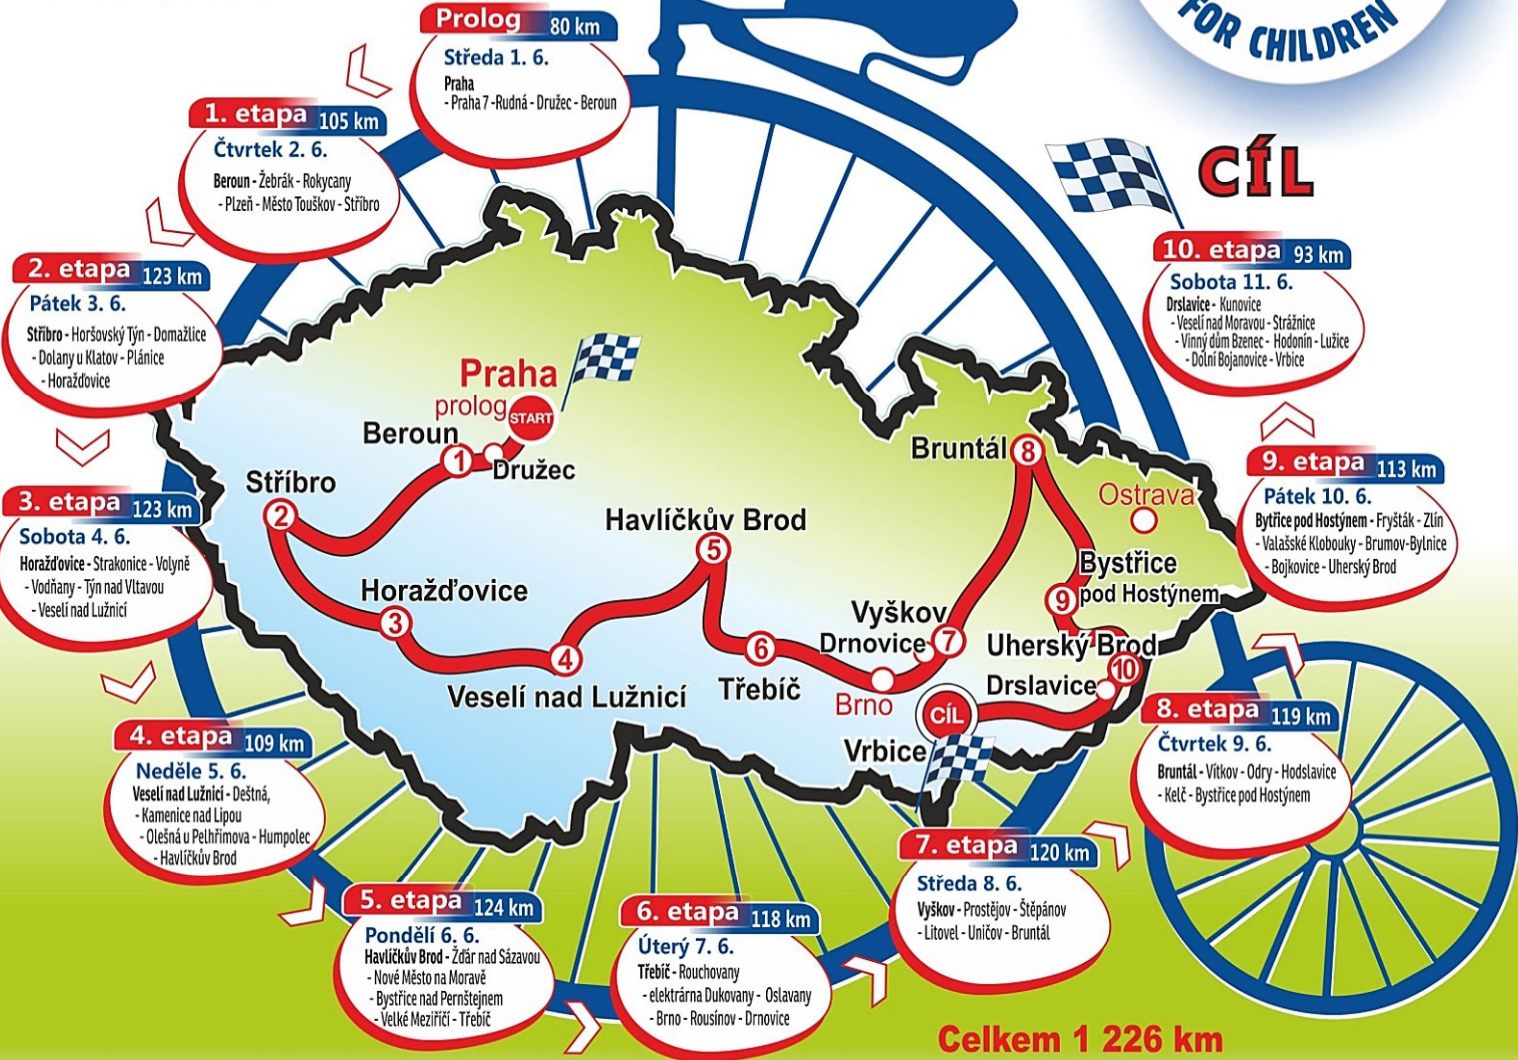 FOR CHILDREN
Prolog 80 km
Středa 1. 6.
Praha
- Praha 7 -Rudná - Družec - Beroun
1. etapa 105 km
Čtvrtek 2. 6.
Beroun - Žebrák - Rokycany
- Plzeň - Město Touškov - Stříbro
2. etapa 123 km
Pátek 3. 6.
Stříbro - Horšovský Týn - Domažlice
- Dolany u Klatov - Plánice
- Horažďovice
3. etapa 123 km
Sobota 4. 6.
Horažďovice - Strakonice - Volyně
- Vodňany - Týn nad Vltavou
- Veselí nad Lužnicí
4. etapa 109 km
Neděle 5. 6.
Veselí nad Lužnicí - Deštná,
- Kamenice nad Lipou
- Olešná u Pelhřimova - Humpolec
- Havlíčkův Brod
5. etapa 124 km
Pondělí 6. 6.
Havlíčkův Brod - Žďár nad Sázavou
- Nové Město na Moravě
- Bystřice nad Pernštejnem
- Velké Meziříčí - Třebíč
6. etapa 118 km
Úterý 7. 6.
Třebíč - Rouchovany
- elektrárna Dukovany - Oslavany
- Brno - Rousínov - Drnovice
7. etapa 120 km
Středa 8. 6.
Vyškov - Prostějov - Štěpánov
- Litovel - Uničov - Bruntál
8. etapa 119 km
Čtvrtek 9. 6.
Bruntál - Vítkov - Odry - Hodslavice
- Kelč - Bystřice pod Hostýnem
9. etapa 113 km
Pátek 10. 6.
Bytřice pod Hostýnem - Fryšták - Zlín
- Valašské Klobouky - Brumov-Bylnice
- Bojkovice - Uherský Brod
10. etapa 93 km
Sobota 11. 6.
Drslavice - Kunovice
- Veselí nad Moravou - Strážnice
- Vinný dům Bzenec - Hodonín - Lužice
- Dolní Bojanovice - Vrbice
CÍL
Praha
prolog
START
Beroun
1
Družec
Stříbro
2
Horažďovice
3
Veselí nad Lužnicí
4
Havlíčkův Brod
5
Třebíč
6
Brno
Vyškov
Drnovice
7
Bruntál
8
Ostrava
Bystřice
pod Hostýnem
9
Uherský Brod
10
Drslavice
CÍL
Vrbice
Celkem 1 226 km